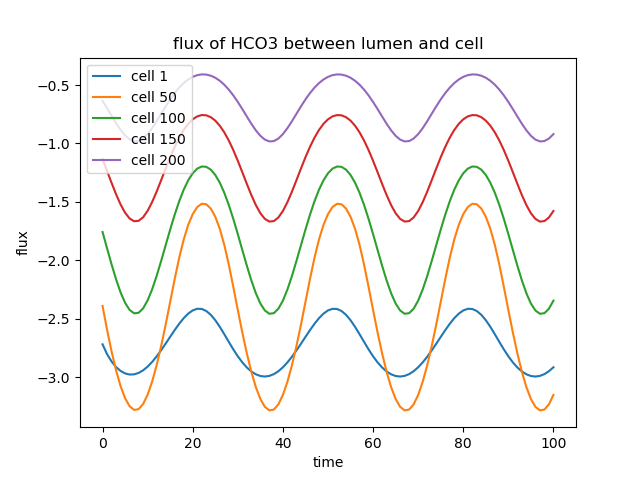 flux of HCO3 between lumen and cell
cell 1
cell 50
cell 100
cell 150
cell 200
−0.5
−1.0
−1.5
−2.0
−2.5
−3.0
flux
0 20 40 60 80 100
time